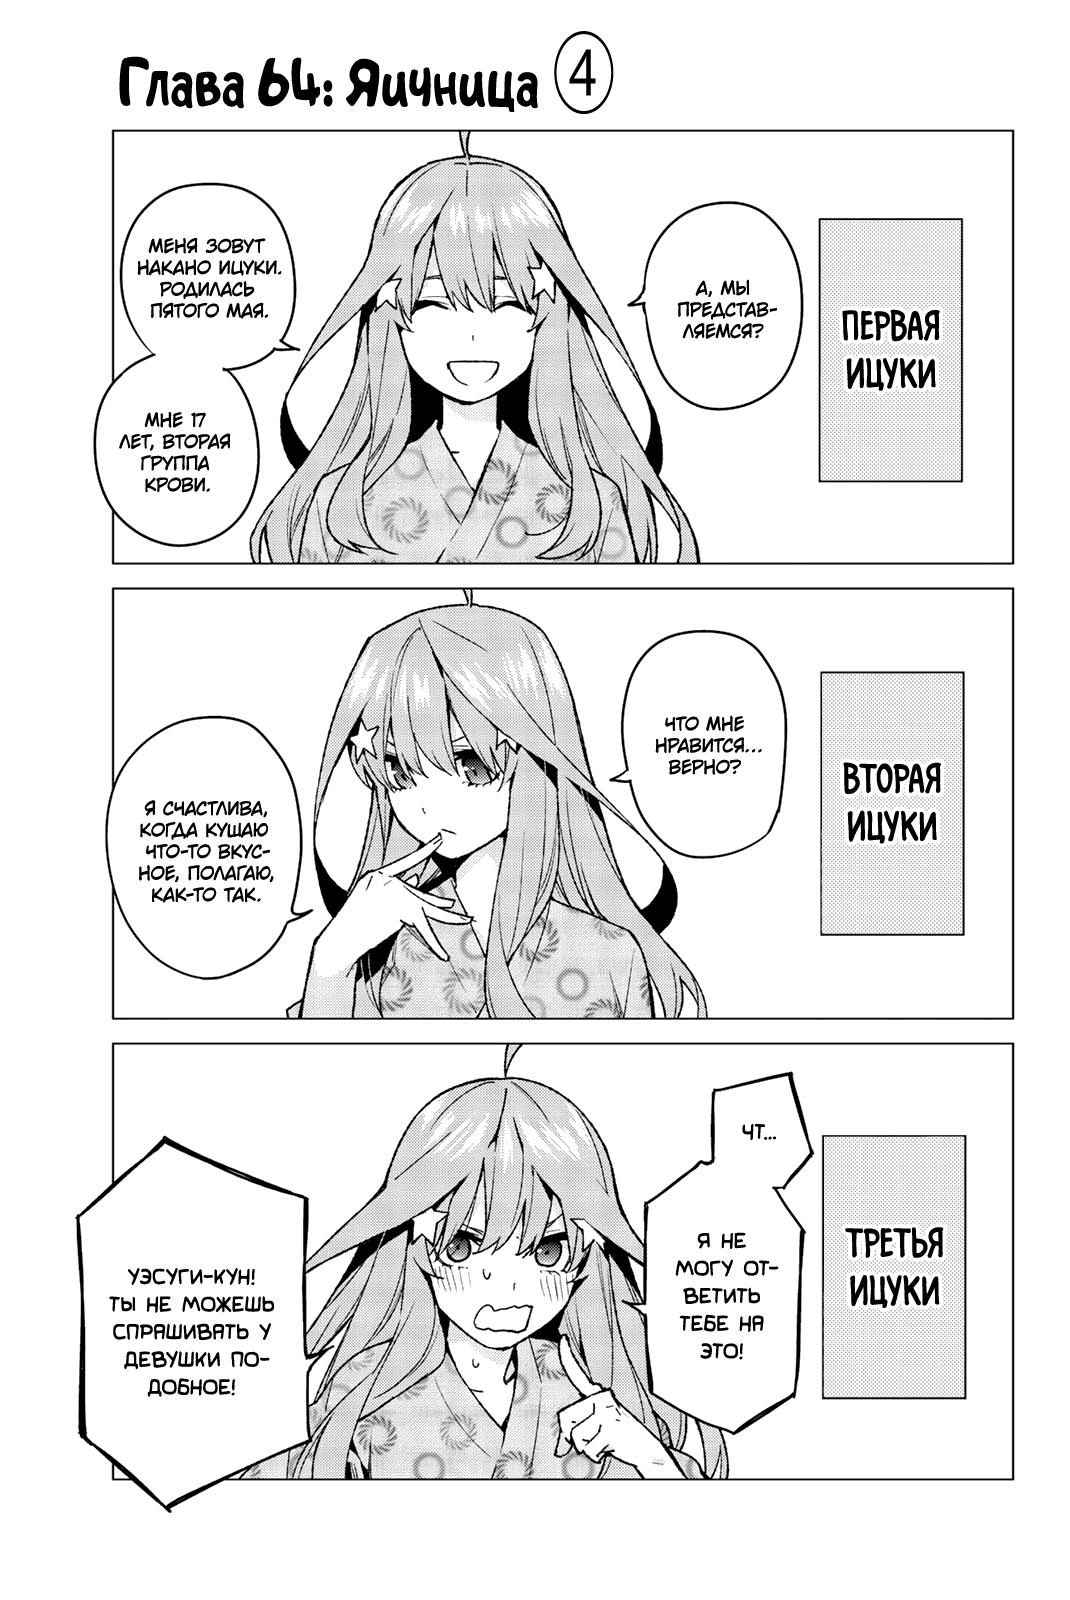 Глава 64: Яичница 4
ПЕРВАЯ
ИЦУКИ
А, МЫ
ПРЕДСТАВ-
ЛЯЕМСЯ?
МЕНЯ ЗОВУТ
НАКАНО ИЦУКИ.
РОДИЛАСЬ
ПЯТОГО МАЯ.
МНЕ 17
ЛЕТ, ВТОРАЯ
ГРУППА
КРОВИ.
ВТОРАЯ
ИЦУКИ
ЧТО МНЕ
НРАВИТСЯ...
ВЕРНО?
Я СЧАСТЛИВА,
КОГДА КУШАЮ
ЧТО-ТО ВКУС-
НОЕ, ПОЛАГАЮ,
КАК-ТО ТАК.
ТРЕТЬЯ
ИЦУКИ
ЧТ...
Я НЕ
МОГУ ОТ-
ВЕТИТЬ
ТЕБЕ НА
ЭТО!
УЭСУГИ-КУН!
ТЫ НЕ МОЖЕШЬ
СПРАШИВАТЬ У
ДЕВУШКИ ПО-
ДОБНОЕ!